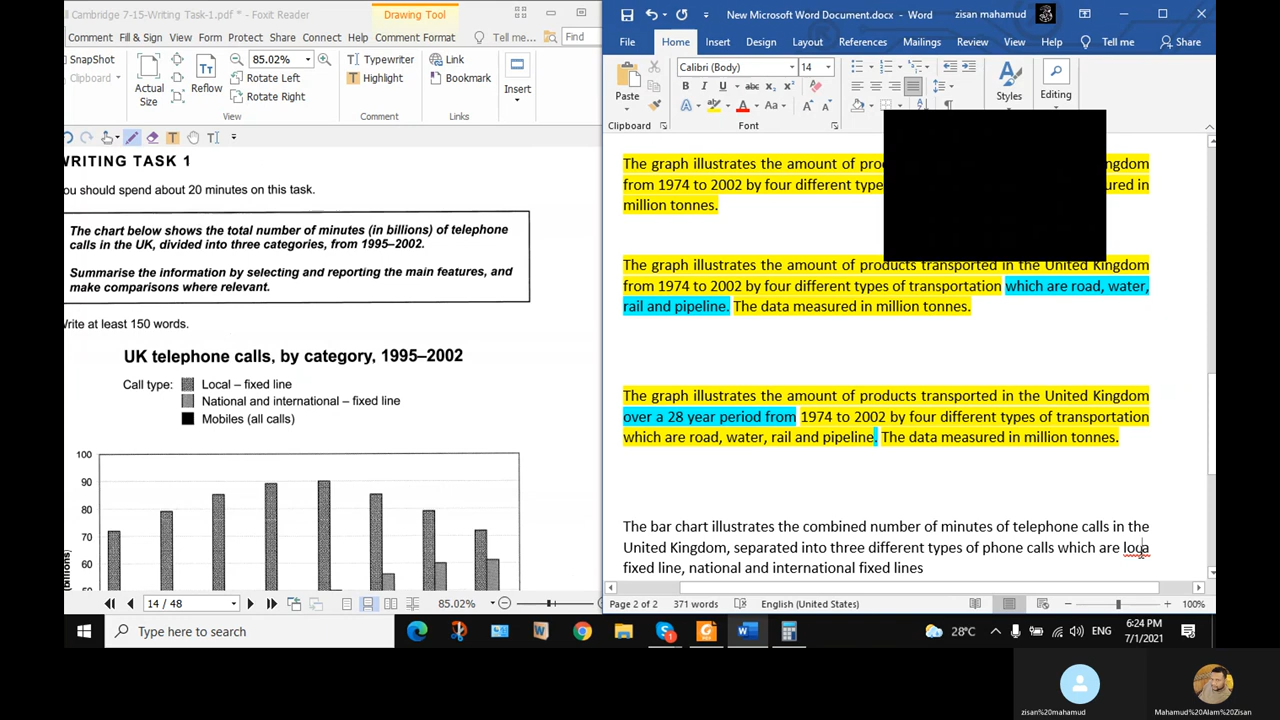 ll Cambridge 7-15-Writing Task-1.pdf * - Foxit Reader
Drawing Tool
Comment Fill & Sign View Form Protect Share Connect Help Comment Format Tell me... Find
SnapShot
Clipboard
Actual Size
Reflow
85.02%
Rotate Left
Rotate Right
View
Typewriter
Highlight
Comment
Link
Bookmark
Links
Insert
WRITING TASK 1
ou should spend about 20 minutes on this task.
The chart below shows the total number of minutes (in billions) of telephone
calls in the UK, divided into three categories, from 1995–2002.
Summarise the information by selecting and reporting the main features, and
make comparisons where relevant.
rite at least 150 words.
UK telephone calls, by category, 1995–2002
Call type: Local – fixed line
National and international – fixed line
Mobiles (all calls)
100
90
80
70
60
(billions)
14 / 48
85.02%
New Microsoft Word Document.docx - Word
zisan mahamud
File Home Insert Design Layout References Mailings Review View Help Tell me Share
Paste
Clipboard
Calibri (Body) 14
B I U abc x₂ x²
A A Aa A A
Font
Styles
Editing
The graph illustrates the amount of ngdom
from 1974 to 2002 by four different type ured in
million tonnes.
The graph illustrates the amount of products transported in the United Kingdom
from 1974 to 2002 by four different types of transportation which are road, water,
rail and pipeline. The data measured in million tonnes.
The graph illustrates the amount of products transported in the United Kingdom
over a 28 year period from 1974 to 2002 by four different types of transportation
which are road, water, rail and pipeline. The data measured in million tonnes.
The bar chart illustrates the combined number of minutes of telephone calls in the
United Kingdom, separated into three different types of phone calls which are loca
fixed line, national and international fixed lines
Page 2 of 2 371 words English (United States) 100%
Type here to search
28°C
ENG
6:24 PM
7/1/2021
zisan%20mahamud
Mahamud%20Alam%20Zisan